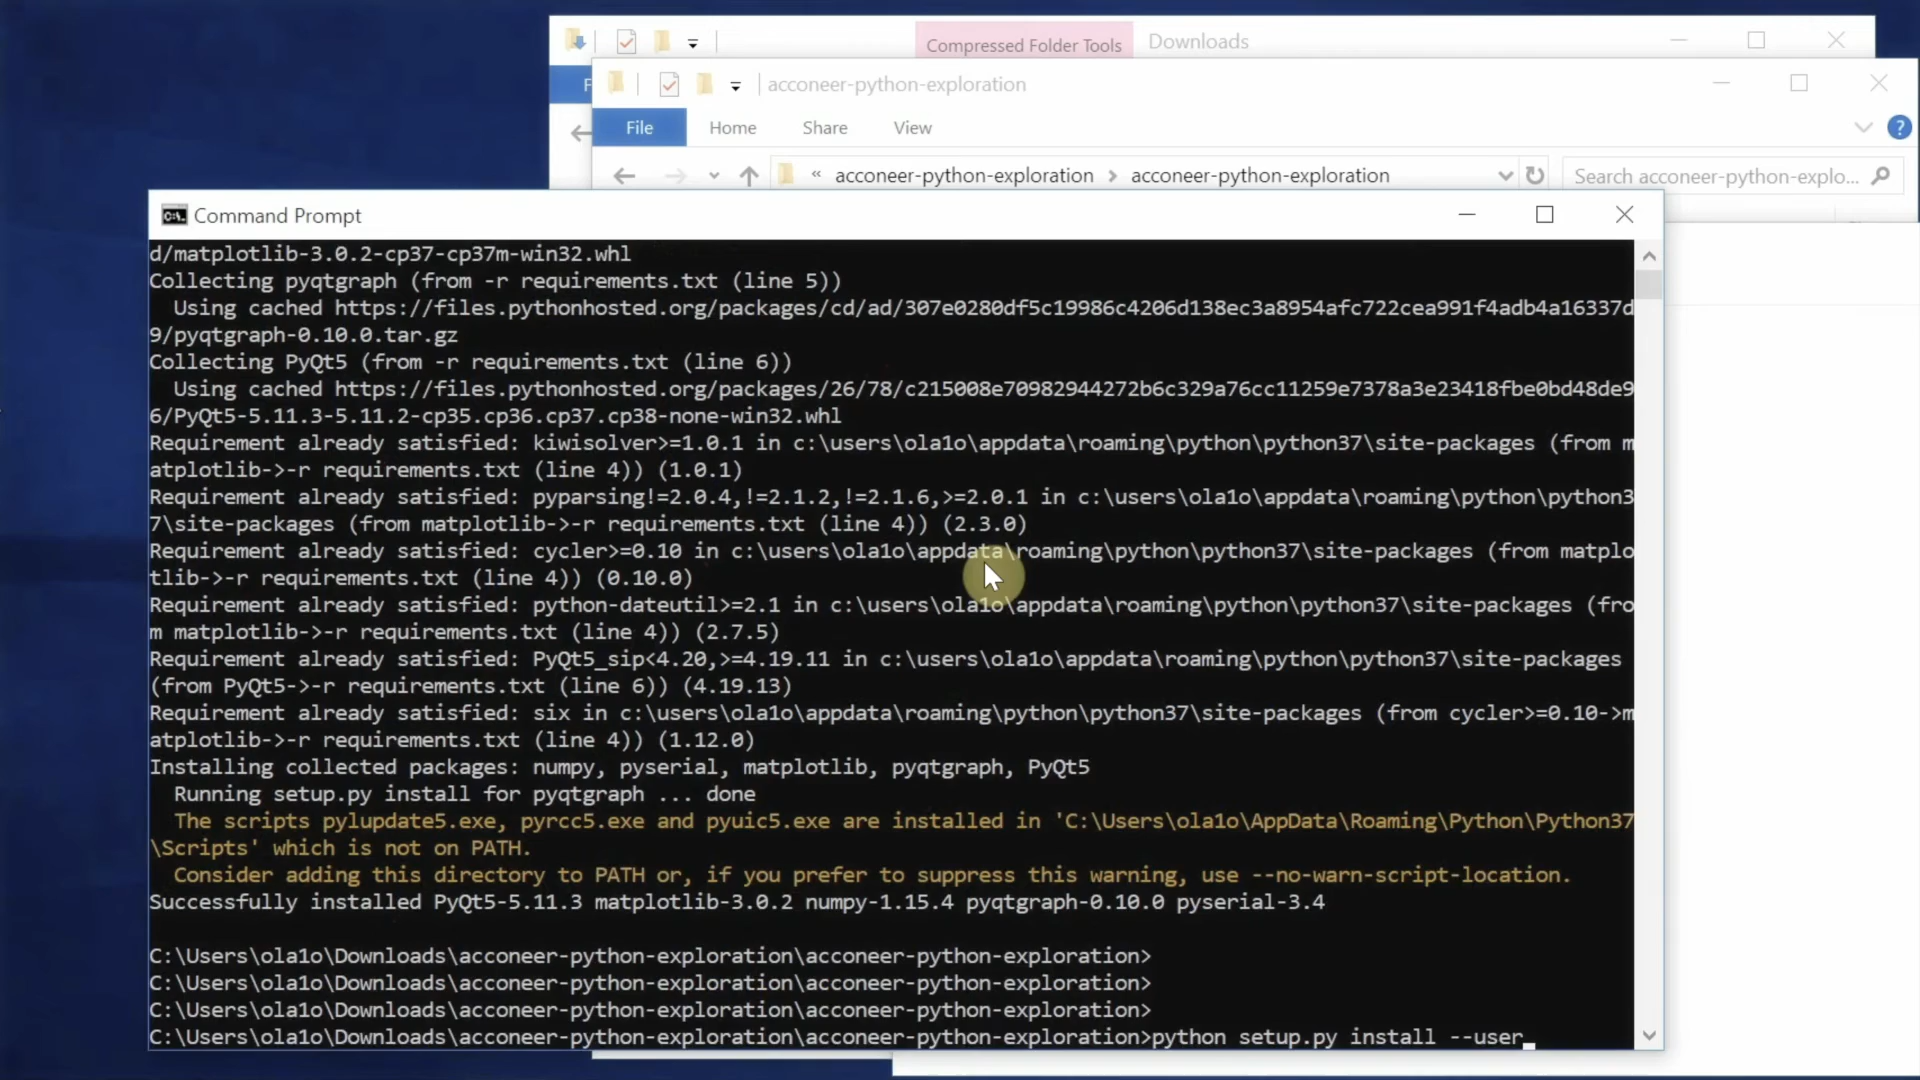 Compressed Folder Tools
Downloads
F
acconeer-python-exploration
File
Home
Share
View
?
« acconeer-python-exploration > acconeer-python-exploration
Search acconeer-python-explo...
C:\.
Command Prompt
d/matplotlib-3.0.2-cp37-cp37m-win32.whl
Collecting pyqtgraph (from -r requirements.txt (line 5))
  Using cached https://files.pythonhosted.org/packages/cd/ad/307e0280df5c19986c4206d138ec3a8954afc722cea991f4adb4a16337d
9/pyqtgraph-0.10.0.tar.gz
Collecting PyQt5 (from -r requirements.txt (line 6))
  Using cached https://files.pythonhosted.org/packages/26/78/c215008e70982944272b6c329a76cc11259e7378a3e23418fbe0bd48de9
6/PyQt5-5.11.3-5.11.2-cp35.cp36.cp37.cp38-none-win32.whl
Requirement already satisfied: kiwisolver>=1.0.1 in c:\users\ola1o\appdata\roaming\python\python37\site-packages (from m
atplotlib->-r requirements.txt (line 4)) (1.0.1)
Requirement already satisfied: pyparsing!=2.0.4,!=2.1.2,!=2.1.6,>=2.0.1 in c:\users\ola1o\appdata\roaming\python\python3
7\site-packages (from matplotlib->-r requirements.txt (line 4)) (2.3.0)
Requirement already satisfied: cycler>=0.10 in c:\users\ola1o\appdata\roaming\python\python37\site-packages (from matplo
tlib->-r requirements.txt (line 4)) (0.10.0)
Requirement already satisfied: python-dateutil>=2.1 in c:\users\ola1o\appdata\roaming\python\python37\site-packages (fro
m matplotlib->-r requirements.txt (line 4)) (2.7.5)
Requirement already satisfied: PyQt5_sip<4.20,>=4.19.11 in c:\users\ola1o\appdata\roaming\python\python37\site-packages
(from PyQt5->-r requirements.txt (line 6)) (4.19.13)
Requirement already satisfied: six in c:\users\ola1o\appdata\roaming\python\python37\site-packages (from cycler>=0.10->m
atplotlib->-r requirements.txt (line 4)) (1.12.0)
Installing collected packages: numpy, pyserial, matplotlib, pyqtgraph, PyQt5
  Running setup.py install for pyqtgraph ... done
  The scripts pylupdate5.exe, pyrcc5.exe and pyuic5.exe are installed in 'C:\Users\ola1o\AppData\Roaming\Python\Python37
\Scripts' which is not on PATH.
  Consider adding this directory to PATH or, if you prefer to suppress this warning, use --no-warn-script-location.
Successfully installed PyQt5-5.11.3 matplotlib-3.0.2 numpy-1.15.4 pyqtgraph-0.10.0 pyserial-3.4
C:\Users\ola1o\Downloads\acconeer-python-exploration\acconeer-python-exploration>
C:\Users\ola1o\Downloads\acconeer-python-exploration\acconeer-python-exploration>
C:\Users\ola1o\Downloads\acconeer-python-exploration\acconeer-python-exploration>
C:\Users\ola1o\Downloads\acconeer-python-exploration\acconeer-python-exploration>python setup.py install --user